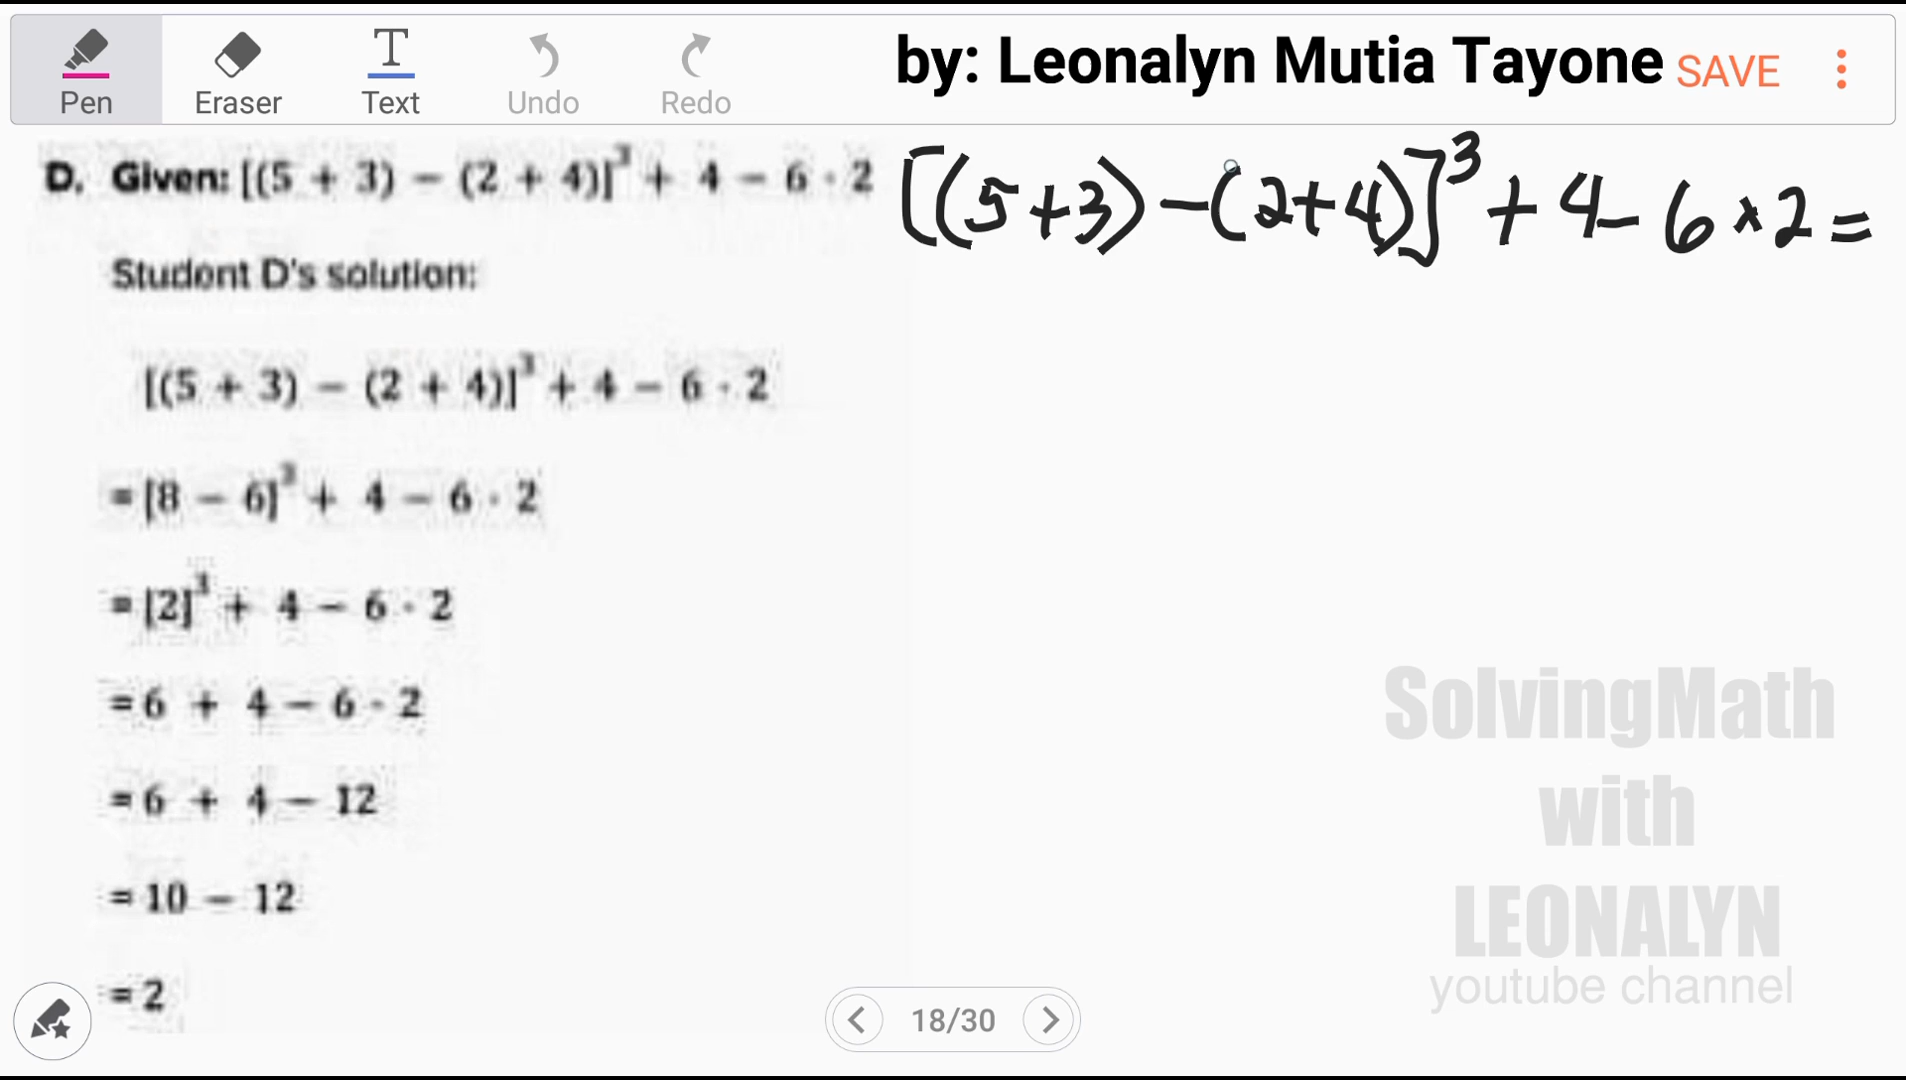 Pen Eraser Text Undo Redo by: Leonalyn Mutia Tayone SAVE
D. Given: [(5 + 3) − (2 + 4)]³ + 4 − 6 · 2
[(5+3)−(2+4)]³ + 4 − 6 × 2 =
Student D's solution:
[(5 + 3) − (2 + 4)]³ + 4 − 6 · 2
= [8 − 6]³ + 4 − 6 · 2
= [2]³ + 4 − 6 · 2
= 6 + 4 − 6 · 2
= 6 + 4 − 12
= 10 − 12
= 2
SolvingMath
with
LEONALYN
youtube channel
18/30